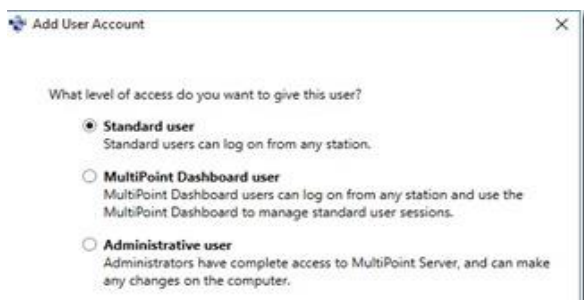 Add User Account
What level of access do you want to give this user?
Standard user
Standard users can log on from any station.
MultiPoint Dashboard user
MultiPoint Dashboard users can log on from any station and use the
MultiPoint Dashboard to manage standard user sessions.
Administrative user
Administrators have complete access to MultiPoint Server, and can make
any changes on the computer.